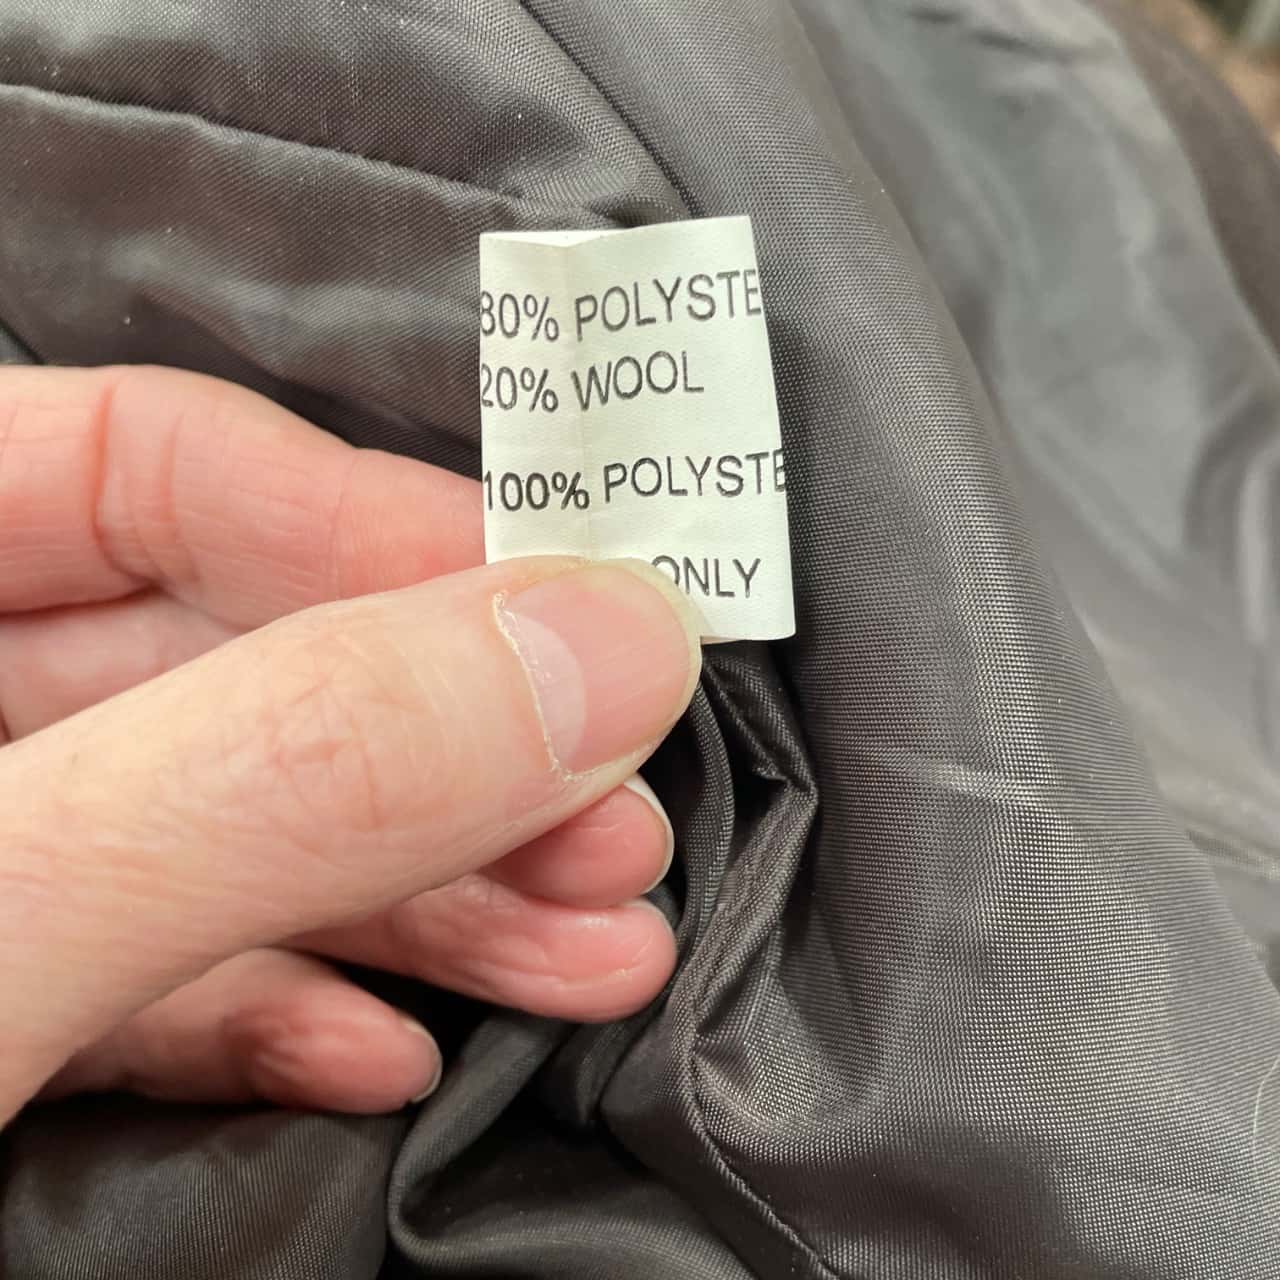 80% POLYSTE
20% WOOL
100% POLYSTE
ONLY